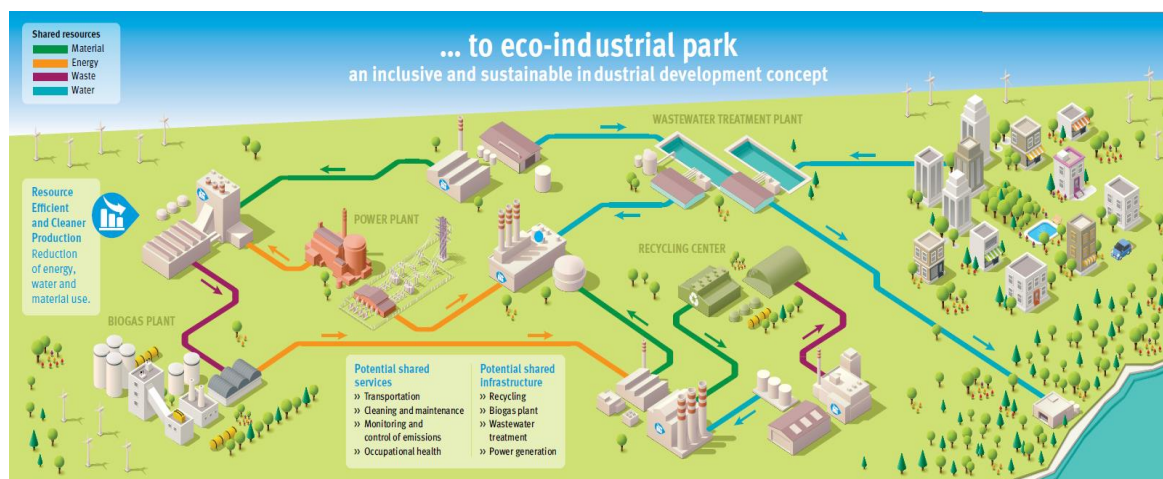 Shared resources
Material
Energy
Waste
Water
... to eco-industrial park
an inclusive and sustainable industrial development concept
WASTEWATER TREATMENT PLANT
Resource
Efficient
and Cleaner
Production
Reduction
of energy,
water and
material use.
POWER PLANT
RECYCLING CENTER
BIOGAS PLANT
Potential shared
services
» Transportation
» Cleaning and maintenance
» Monitoring and
control of emissions
» Occupational health
Potential shared
infrastructure
» Recycling
» Biogas plant
» Wastewater
treatment
» Power generation